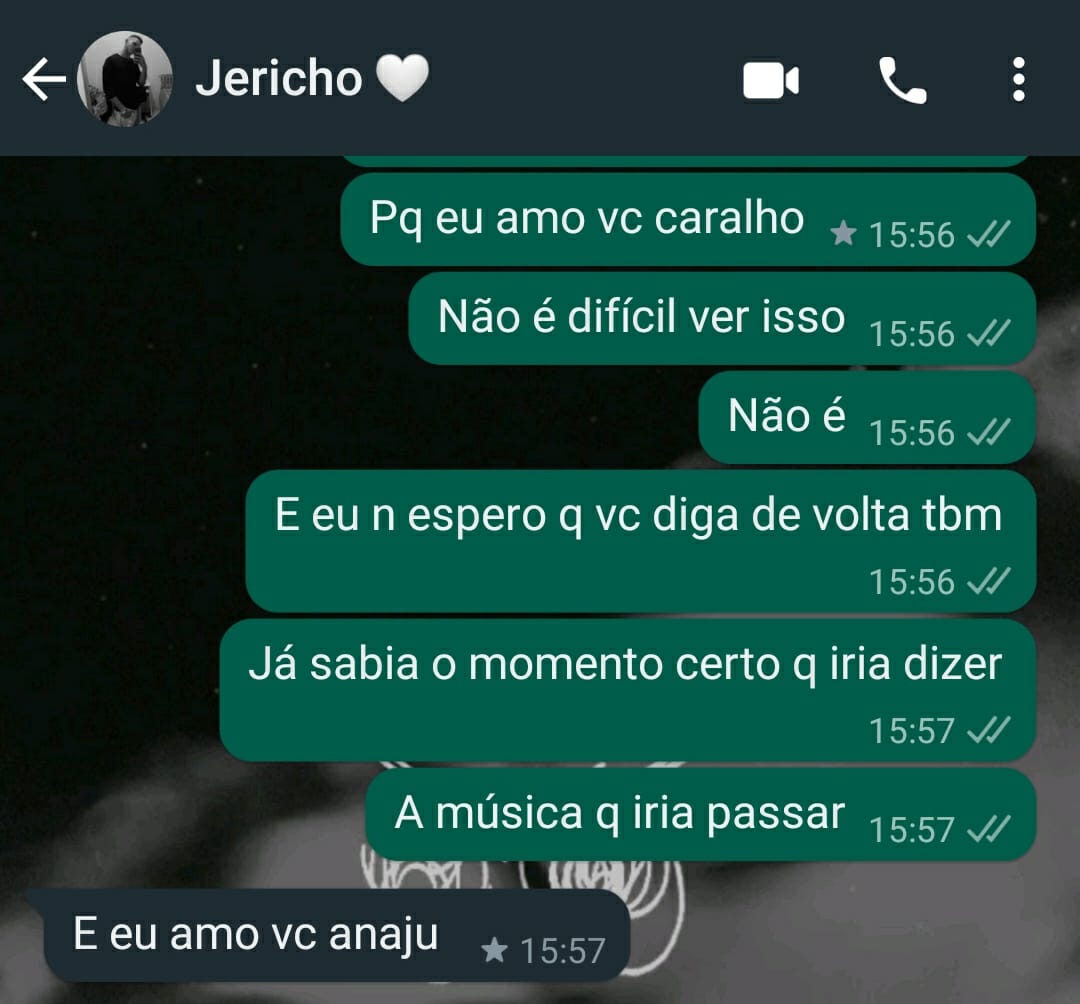 Jericho
Pq eu amo vc caralho
15:56
Não é difícil ver isso
15:56
Não é
15:56
E eu n espero q vc diga de volta tbm
15:56
Já sabia o momento certo q iria dizer
15:57
A música q iria passar
15:57
E eu amo vc anaju
15:57